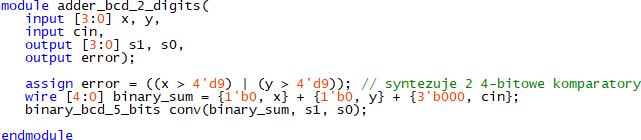 module adder_bcd_2_digits(
input [3:0] x, y,
input cin,
output [3:0] s1, s0,
output error);
assign error = ((x > 4'd9) | (y > 4'd9)); // syntezuje 2 4-bitowe komparatory
wire [4:0] binary_sum = {1'b0, x} + {1'b0, y} + {3'b000, cin};
binary_bcd_5_bits conv(binary_sum, s1, s0);
endmodule